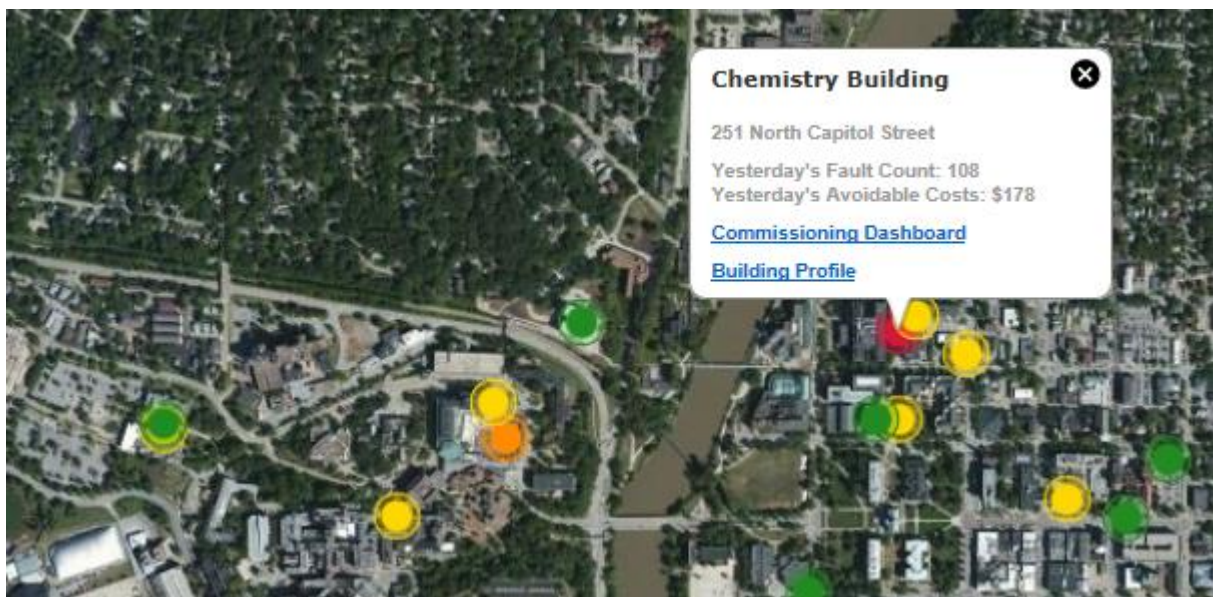 Chemistry Building
251 North Capitol Street
Yesterday's Fault Count: 108
Yesterday's Avoidable Costs: $178
Commissioning Dashboard
Building Profile